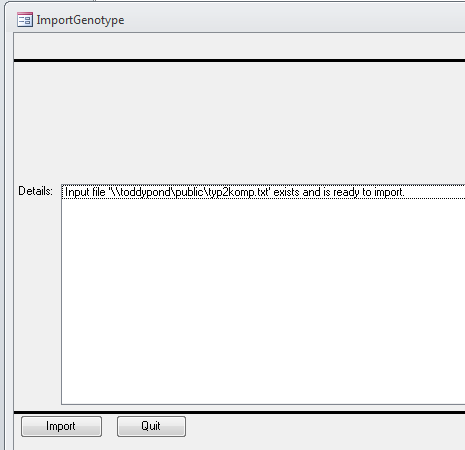 ImportGenotype
Details:
Input file '\\toddypond\public\typ2komp.txt' exists and is ready to import.
Import
Quit